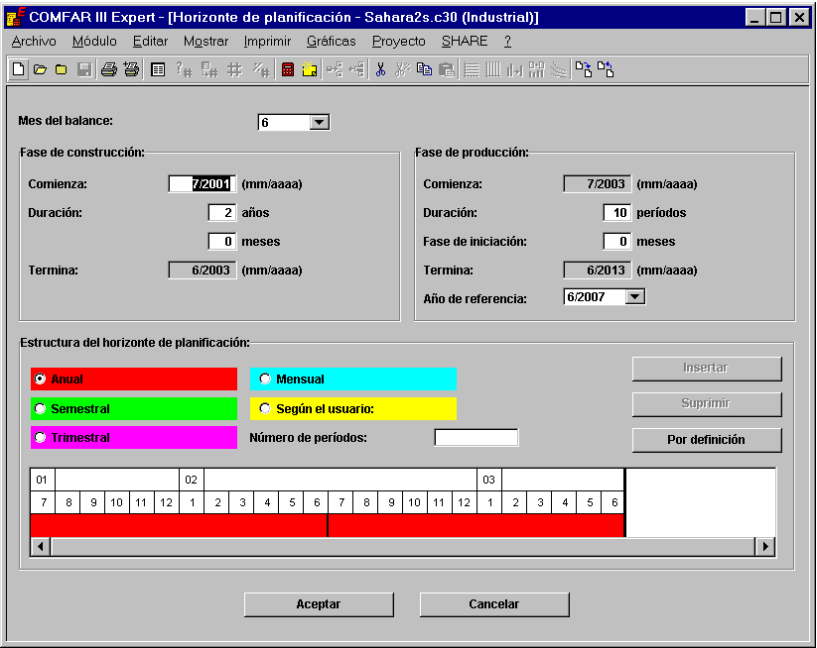 COMFAR III Expert - [Horizonte de planificación - Sahara2s.c30 (Industrial)]
Archivo Módulo Editar Mostrar Imprimir Gráficas Proyecto SHARE ?
Mes del balance: 6
Fase de construcción:
Comienza: 7/2001 (mm/aaaa)
Duración: 2 años
0 meses
Termina: 6/2003 (mm/aaaa)
Fase de producción:
Comienza: 7/2003 (mm/aaaa)
Duración: 10 períodos
Fase de iniciación: 0 meses
Termina: 6/2013 (mm/aaaa)
Año de referencia: 6/2007
Estructura del horizonte de planificación:
Anual
Mensual
Semestral
Según el usuario:
Trimestral
Número de períodos:
Insertar
Suprimir
Por definición
01 02 03
7 8 9 10 11 12 1 2 3 4 5 6 7 8 9 10 11 12 1 2 3 4 5 6
Aceptar Cancelar